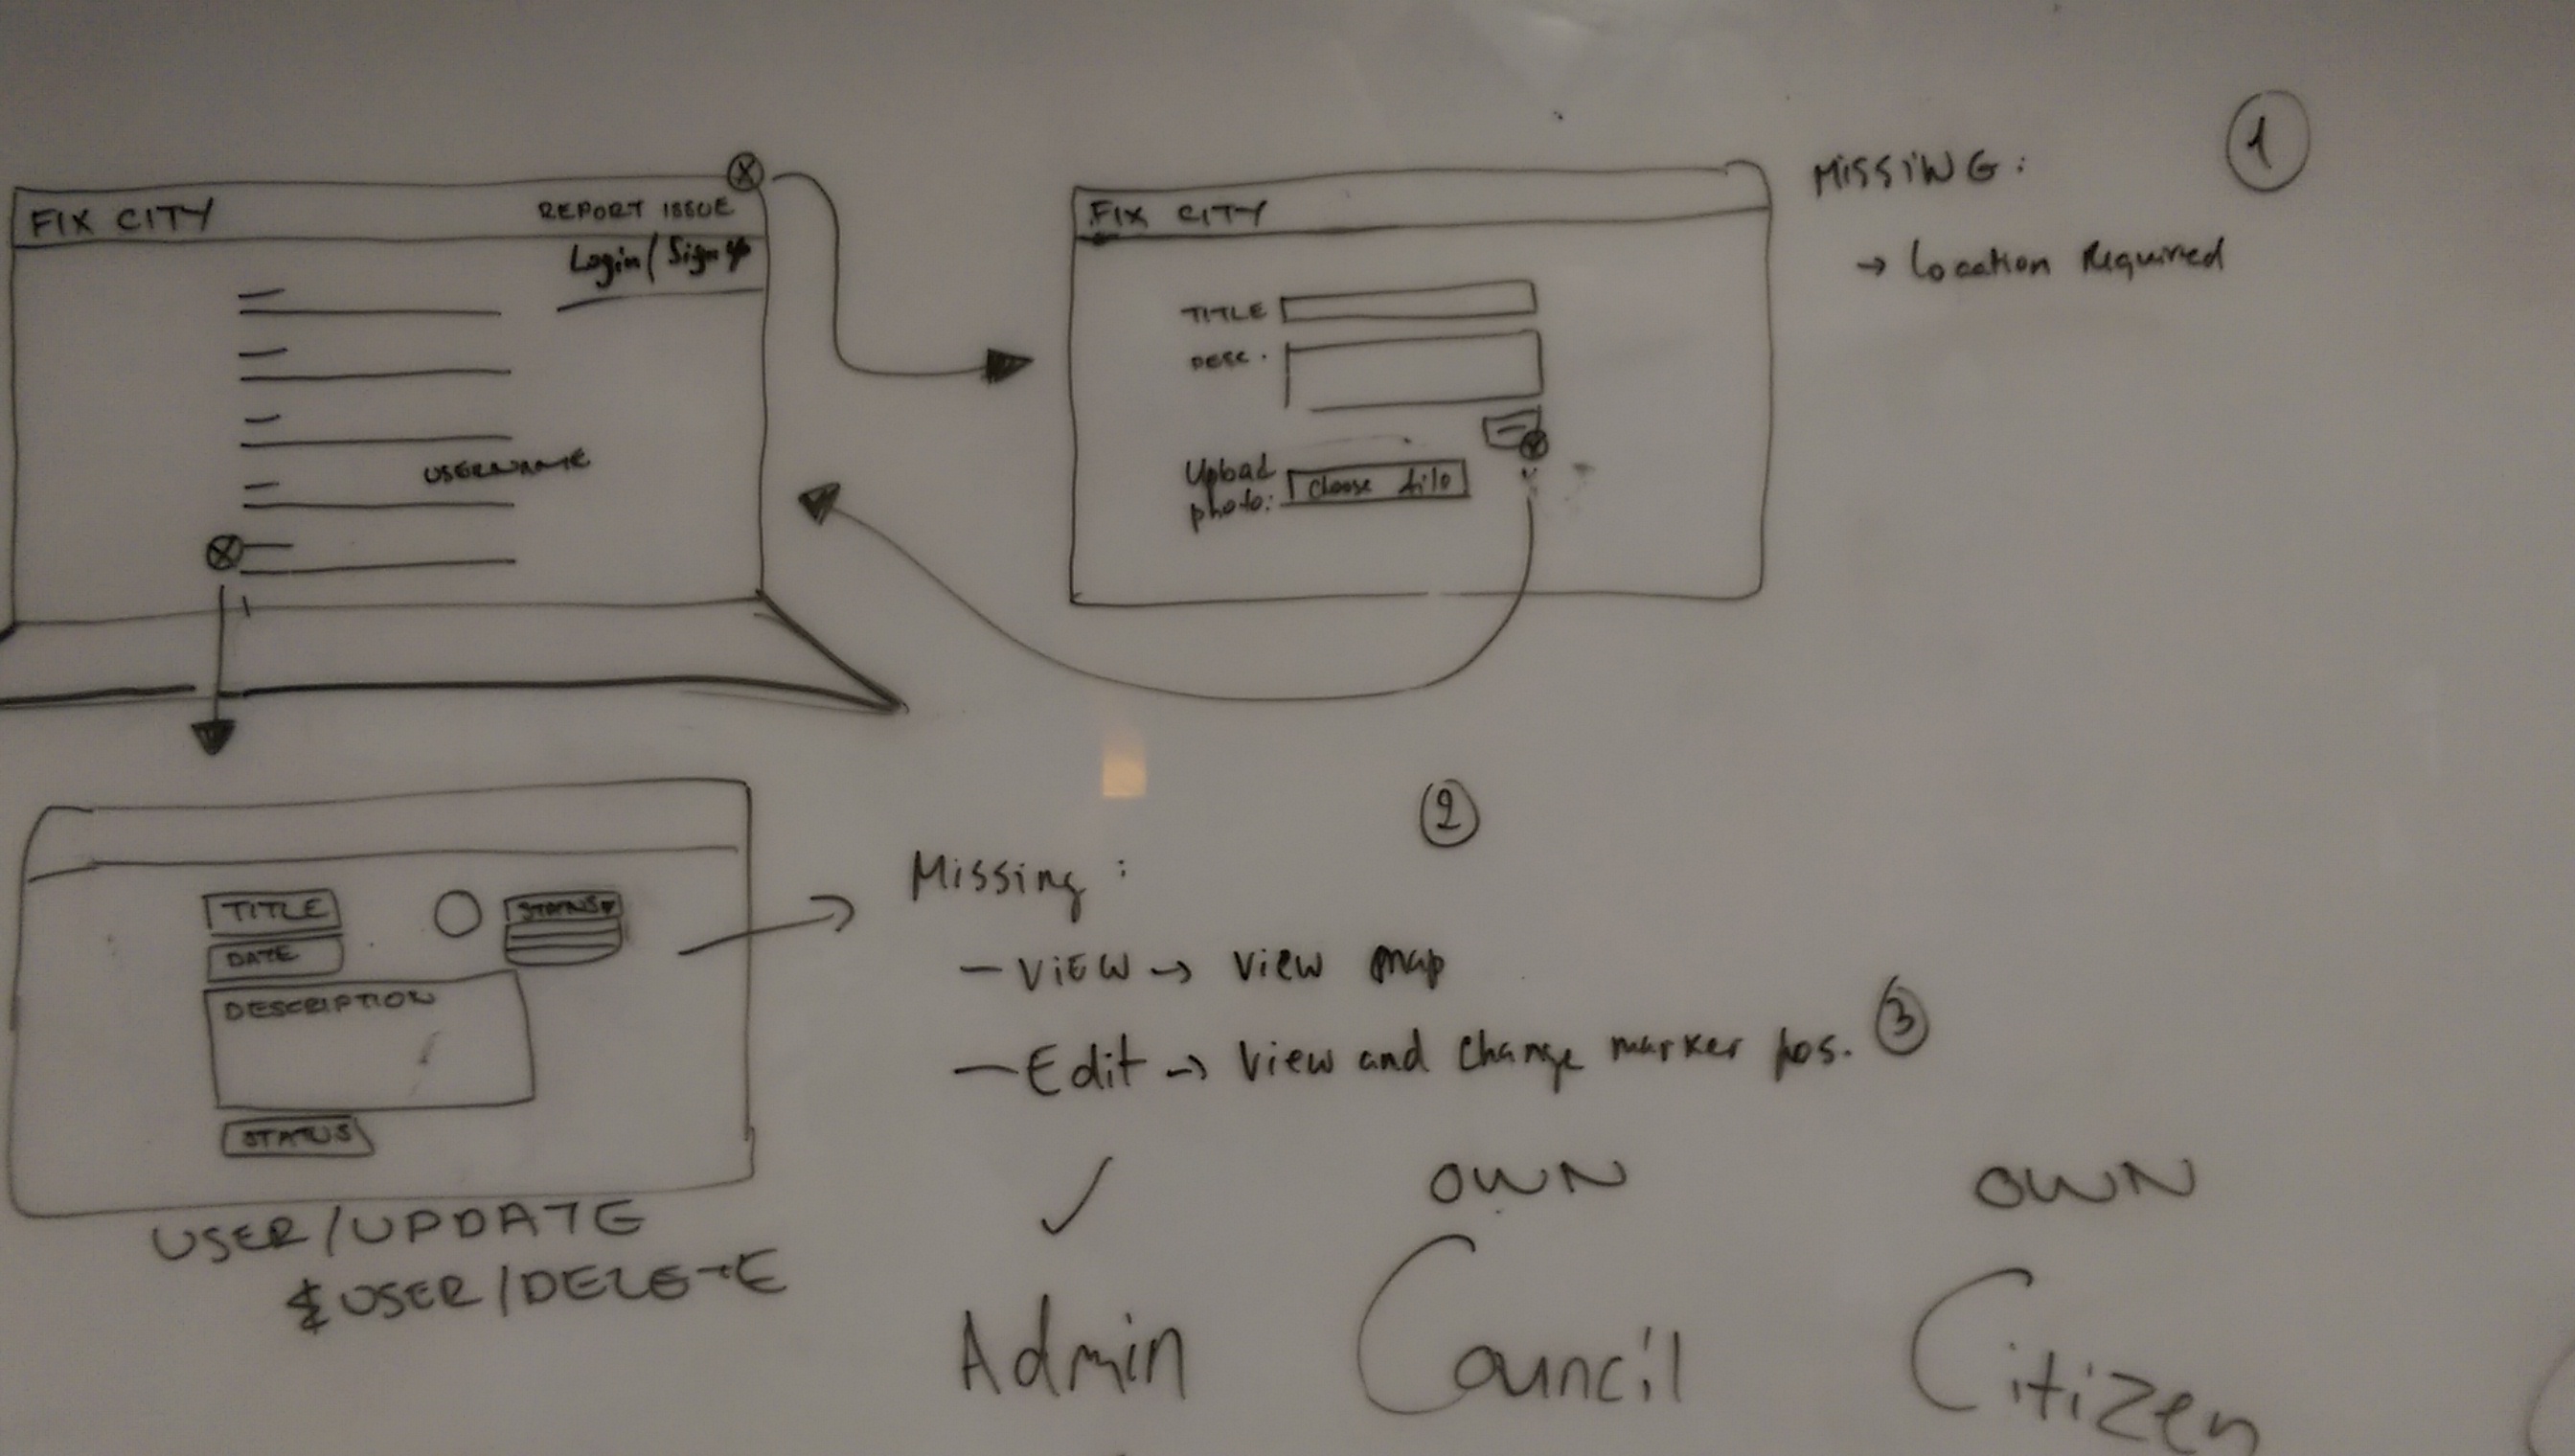 FIX CITY
REPORT ISSUE
Login/Sign up
USERNAME
FIX CITY
TITLE
DESC.
Upload photo:
choose file
MISSING:
→ Location Required
1
TITLE
DATE
DESCRIPTION
STATUS
STATUS
USER/UPDATE
& USER/DELETE
2
Missing:
- VIEW → View map
- Edit → View and change marker pos. 3
✓ OWN OWN
Admin Council Citizen